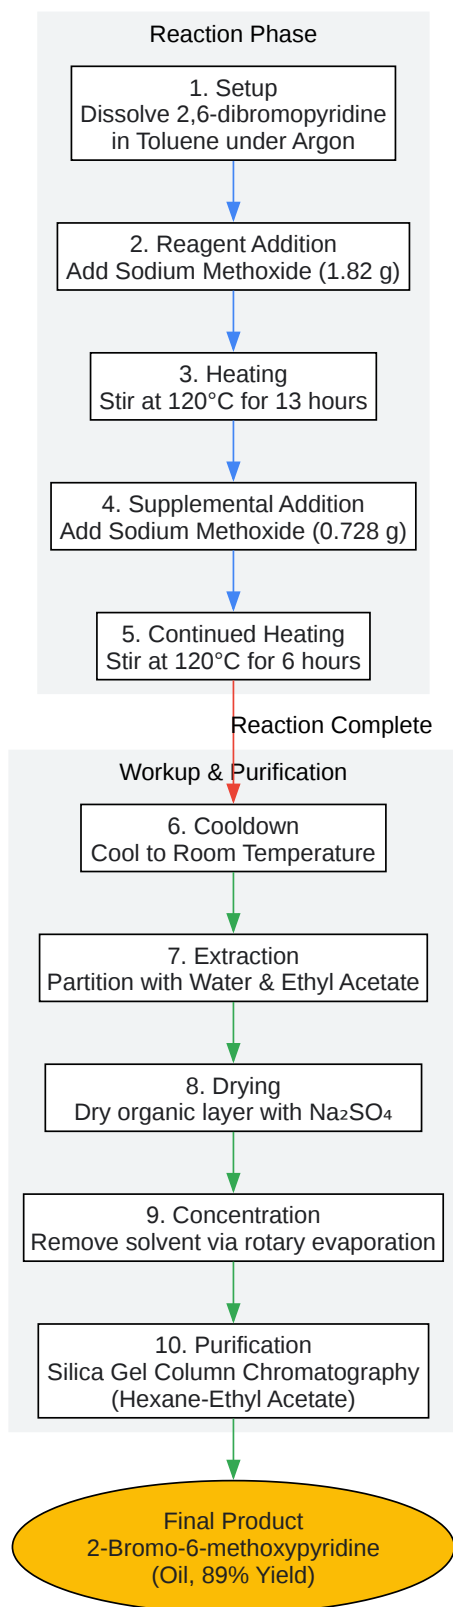 Reaction Phase
1. Setup
Dissolve 2,6-dibromopyridine
in Toluene under Argon
2. Reagent Addition
Add Sodium Methoxide (1.82 g)
3. Heating
Stir at 120°C for 13 hours
4. Supplemental Addition
Add Sodium Methoxide (0.728 g)
5. Continued Heating
Stir at 120°C for 6 hours
Reaction Complete
Workup & Purification
6. Cooldown
Cool to Room Temperature
7. Extraction
Partition with Water & Ethyl Acetate
8. Drying
Dry organic layer with Na₂SO₄
9. Concentration
Remove solvent via rotary evaporation
10. Purification
Silica Gel Column Chromatography
(Hexane-Ethyl Acetate)
Final Product
2-Bromo-6-methoxypyridine
(Oil, 89% Yield)